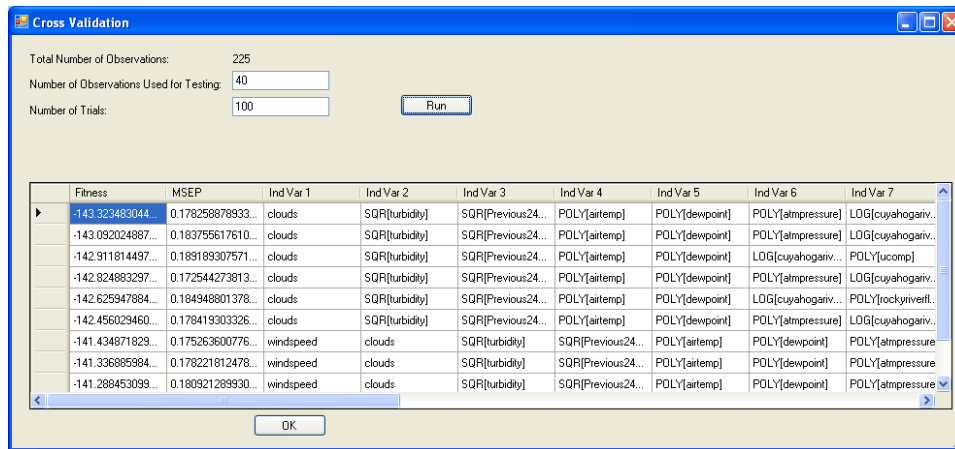 Cross Validation
Total Number of Observations: 225
Number of Observations Used for Testing: 40
Number of Trials: 100 Run
Fitness MSEP Ind Var 1 Ind Var 2 Ind Var 3 Ind Var 4 Ind Var 5 Ind Var 6 Ind Var 7
-143.323483044... 0.178258878933... clouds SQR[turbidity] SQR[Previous24... POLY[airtemp] POLY[dewpoint] POLY[atmpressure] LOG[cuyahogariv...
-143.092024887... 0.183755617610... clouds SQR[turbidity] SQR[Previous24... POLY[airtemp] POLY[dewpoint] POLY[atmpressure] LOG[cuyahogariv...
-142.911814497... 0.189189307571... clouds SQR[turbidity] SQR[Previous24... POLY[airtemp] POLY[dewpoint] LOG[cuyahogariv... POLY[ucomp]
-142.824883297... 0.172544273813... clouds SQR[turbidity] SQR[Previous24... POLY[airtemp] POLY[dewpoint] POLY[atmpressure] LOG[cuyahogariv...
-142.625947884... 0.184948801378... clouds SQR[turbidity] SQR[Previous24... POLY[airtemp] POLY[dewpoint] LOG[cuyahogariv... POLY[rockyriverfl...
-142.456029460... 0.178419303326... clouds SQR[turbidity] SQR[Previous24... POLY[airtemp] POLY[dewpoint] POLY[atmpressure] LOG[cuyahogariv...
-141.434871829... 0.175263600776... windspeed clouds SQR[turbidity] SQR[Previous24... POLY[airtemp] POLY[dewpoint] POLY[atmpressure
-141.336885984... 0.178221812478... windspeed clouds SQR[turbidity] SQR[Previous24... POLY[airtemp] POLY[dewpoint] POLY[atmpressure
-141.288453099... 0.180921289930... windspeed clouds SQR[turbidity] SQR[Previous24... POLY[airtemp] POLY[dewpoint] POLY[atmpressure
OK